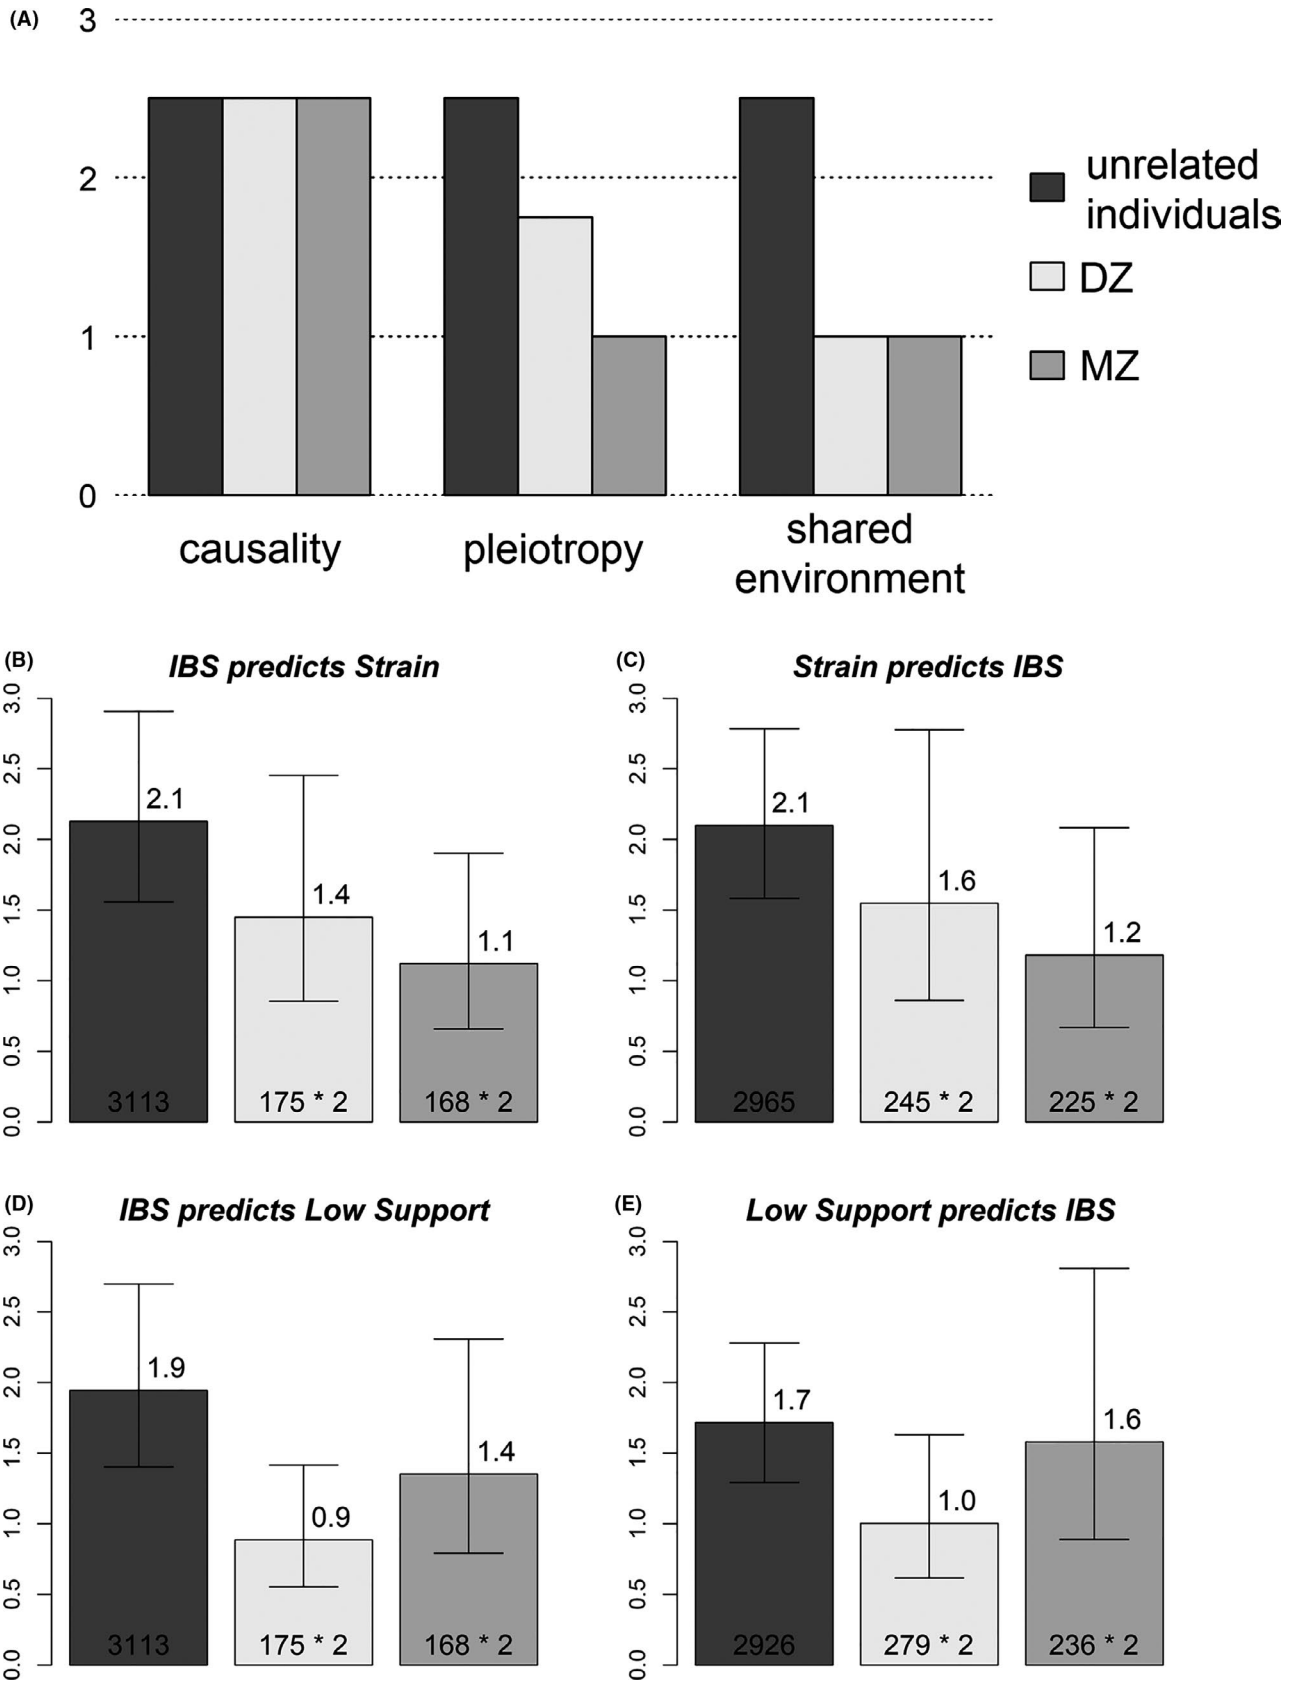 (A)
3
2
1
0
causality
pleiotropy
shared
environment
unrelated
individuals
DZ
MZ
(B)
IBS predicts Strain
3.0
2.5
2.0
1.5
1.0
0.5
0.0
2.1
1.4
1.1
3113
175 * 2
168 * 2
(C)
Strain predicts IBS
3.0
2.5
2.0
1.5
1.0
0.5
0.0
2.1
1.6
1.2
2965
245 * 2
225 * 2
(D)
IBS predicts Low Support
3.0
2.5
2.0
1.5
1.0
0.5
0.0
1.9
0.9
1.4
3113
175 * 2
168 * 2
(E)
Low Support predicts IBS
3.0
2.5
2.0
1.5
1.0
0.5
0.0
1.7
1.0
1.6
2926
279 * 2
236 * 2